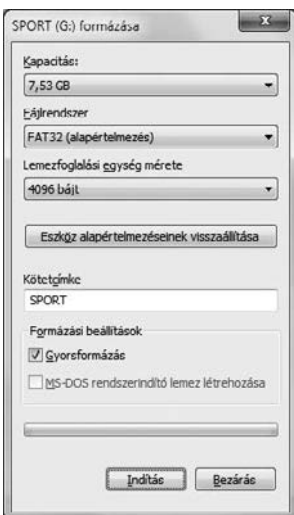 SPORT (G:) formázása
Kapacitás:
7,53 GB
Fájlrendszer
FAT32 (alapértelmezés)
Lemezfoglalási egység mérete
4096 bájt
Eszköz alapértelmezéseinek visszaállítása
Kötetcímke
SPORT
Formázási beállítások
Gyorsformázás
MS-DOS rendszerindító lemez létrehozása
Indítás
Bezárás